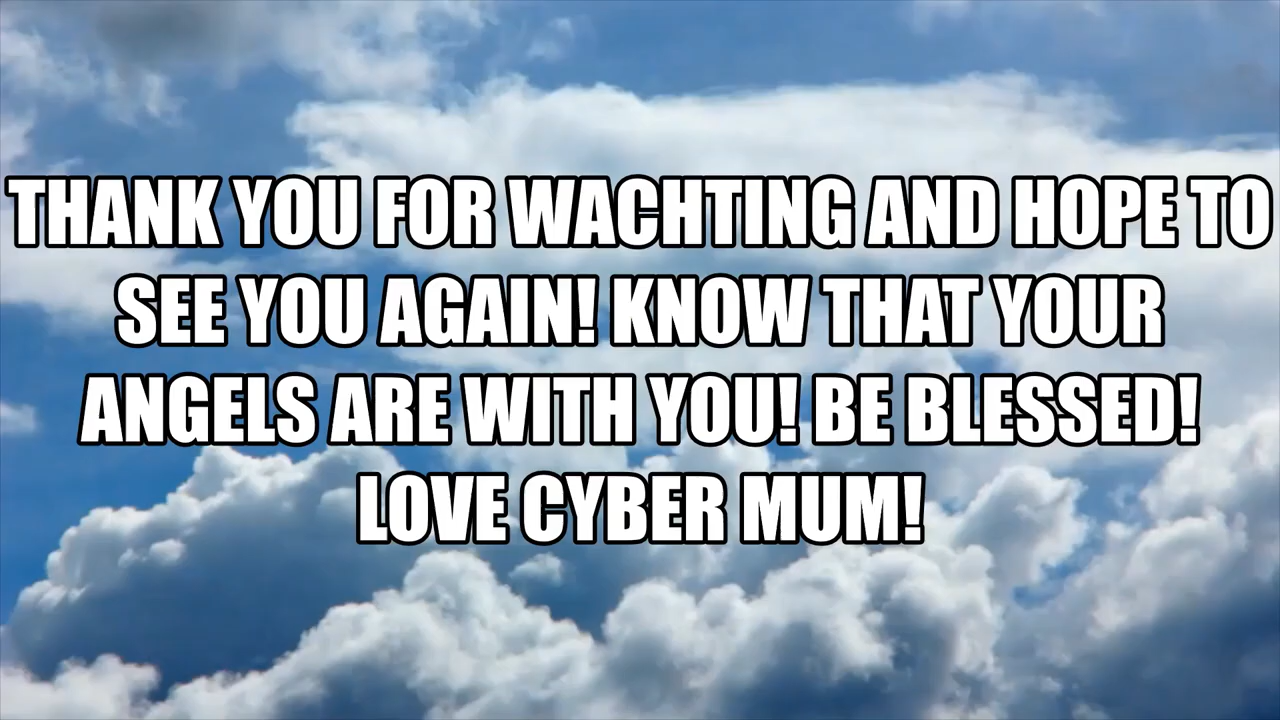 THANK YOU FOR WACHTING AND HOPE TO
SEE YOU AGAIN! KNOW THAT YOUR
ANGELS ARE WITH YOU! BE BLESSED!
LOVE CYBER MUM!